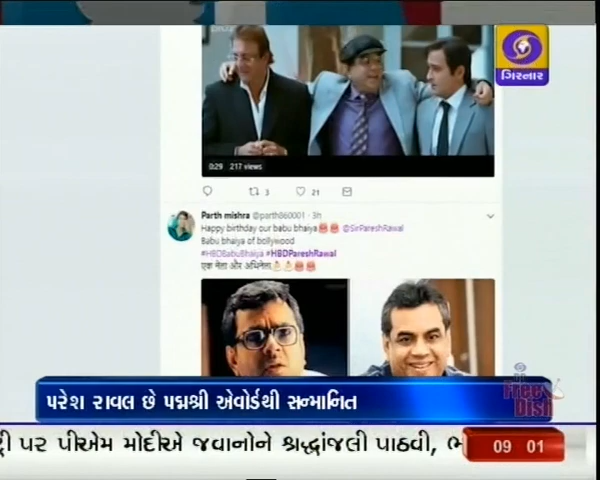 ગિરનાર
0:29 217 views
3 21
Parth mishra @parth860001 · 3h
Happy birthday our babu bhaiya @SirPareshRawal
Babu bhaiya of bollywood
#HBDBabuBhaiya #HBDPareshRawal
एक नेता और अभिनेता
પરેશ રાવલ છે પદ્મશ્રી એવોર્ડથી સન્માનિત
Free Dish
પર પીએમ મોદીએ જવાનોને શ્રદ્ધાંજલી પાઠવી,
09 01